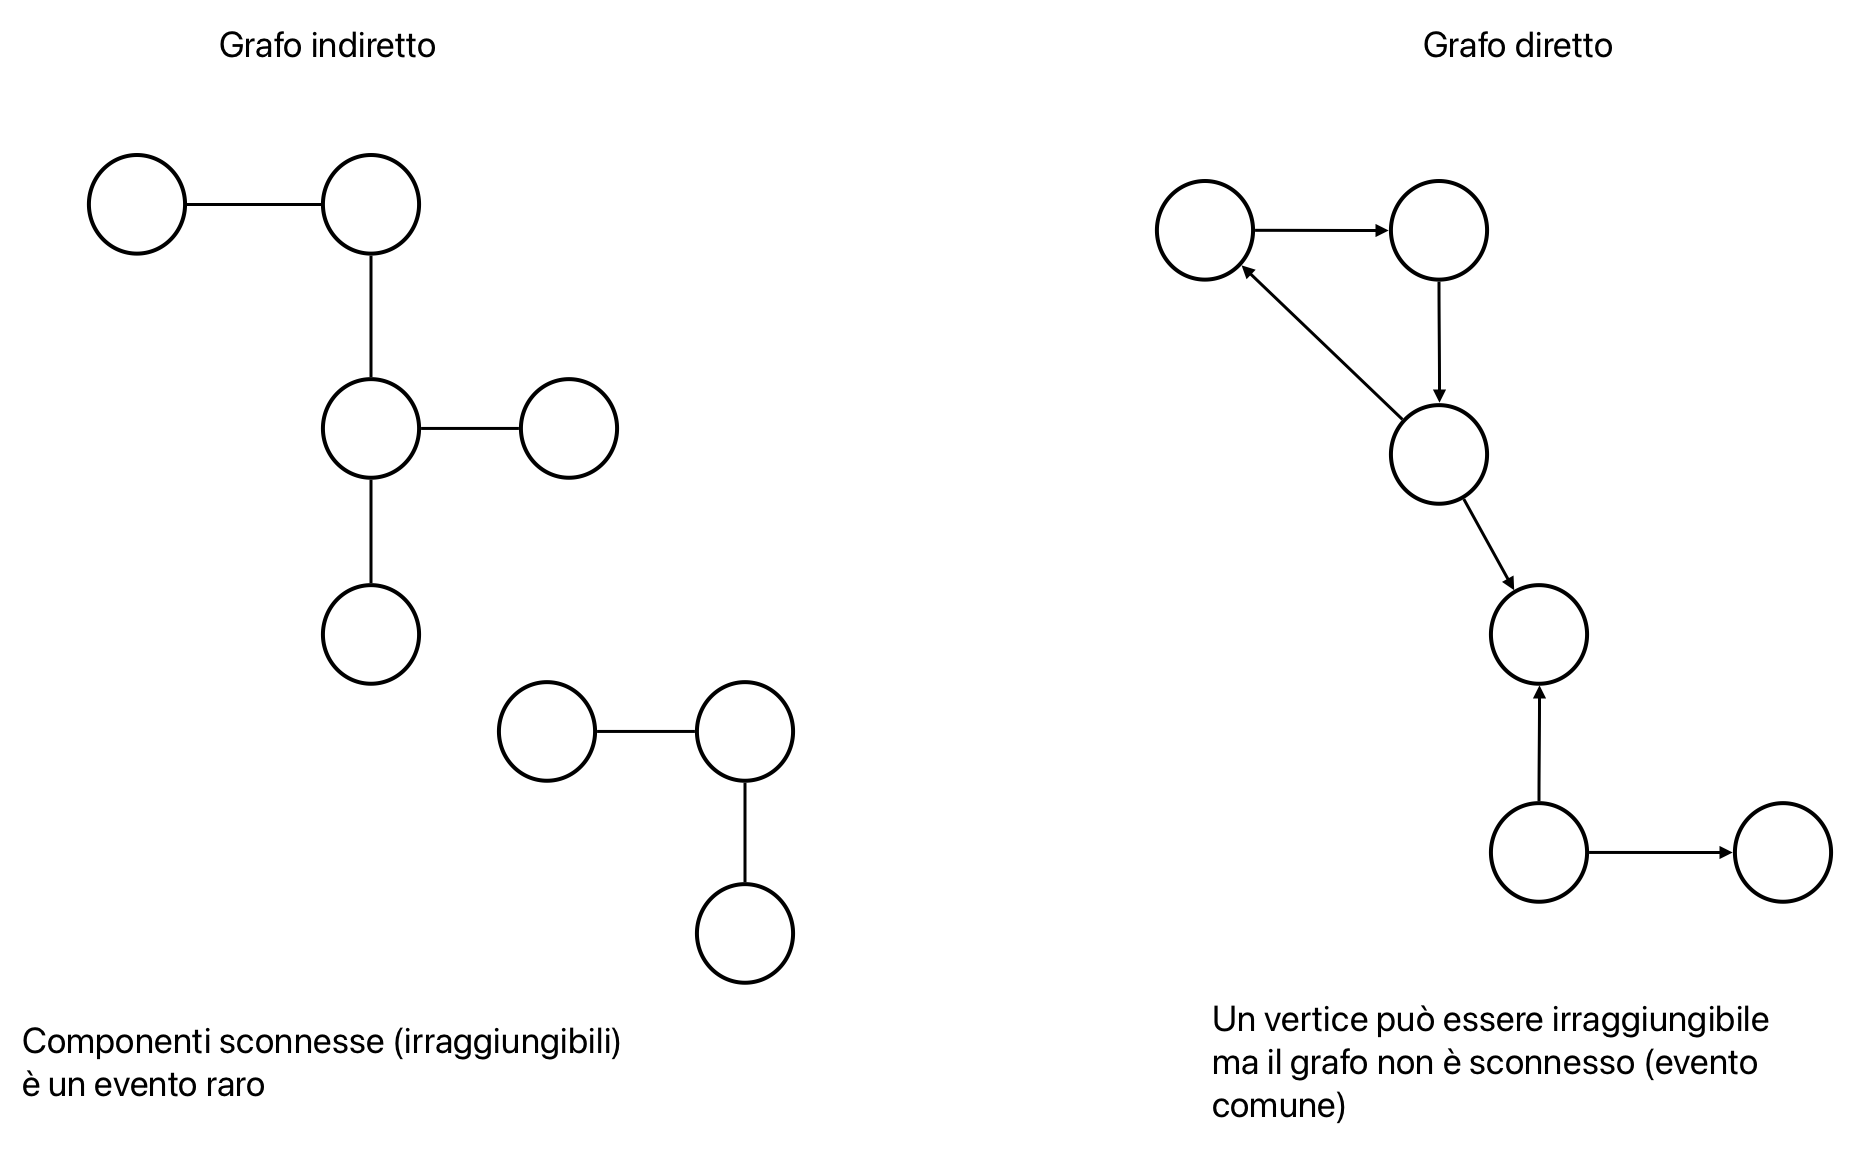 Grafo indiretto
Grafo diretto
Componenti sconnesse (irraggiungibili)
è un evento raro
Un vertice può essere irraggiungibile
ma il grafo non è sconnesso (evento
comune)